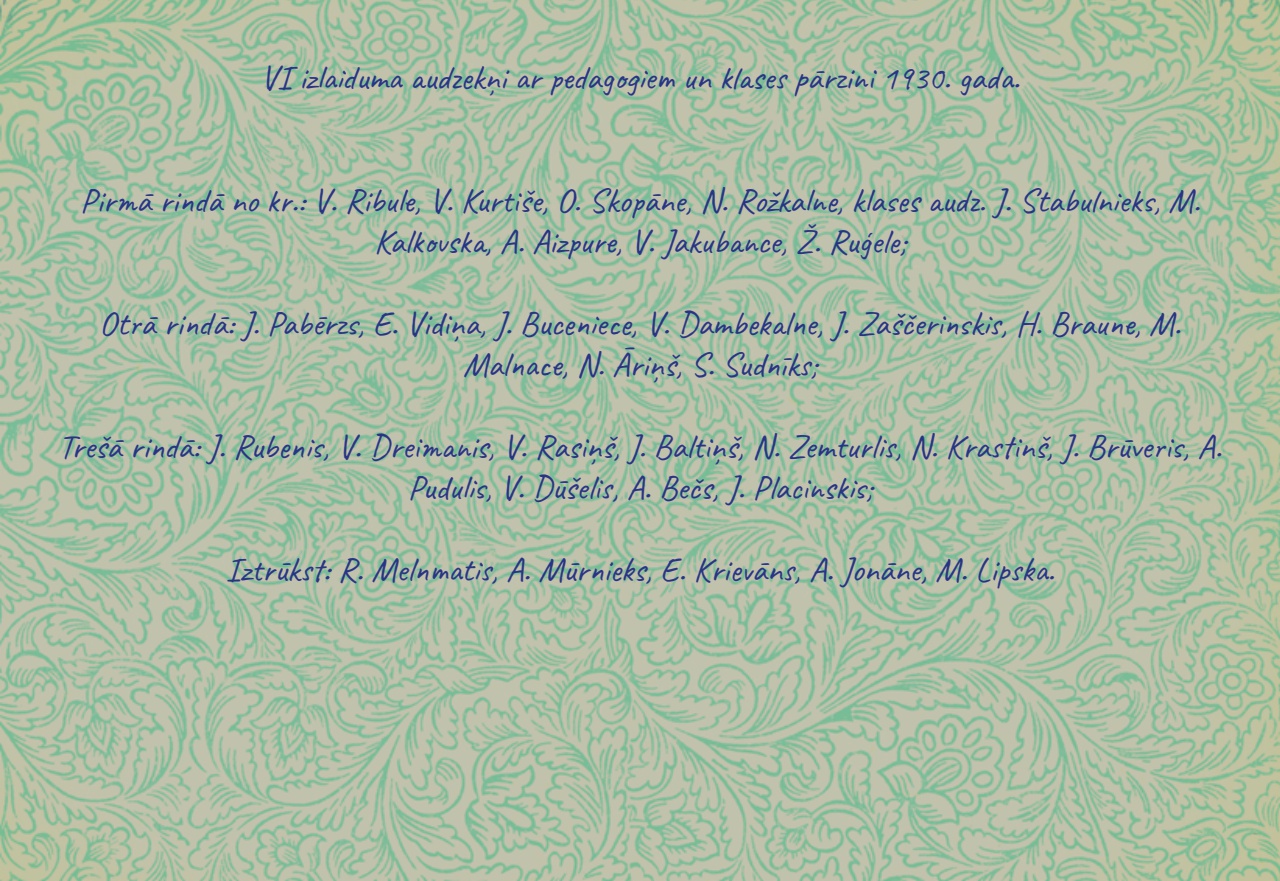 VI izlaiduma audzekņi ar pedagogiem un klases pārzini 1930. gada.
Pirmā rindā no kr.: V. Ribule, V. Kurtiše, O. Skopāne, N. Rožkalne, klases audz. J. Stabulnieks, M.
Kalkovska, A. Aizpure, V. Jakubance, Ž. Ruģele;
Otrā rindā: J. Pabērzs, E. Vidiņa, J. Buceniece, V. Dambekalne, J. Zaščerinskis, H. Braune, M.
Malnace, N. Āriņš, S. Sudnīks;
Trešā rindā: J. Rubenis, V. Dreimanis, V. Rasiņš, J. Baltiņš, N. Zemturlis, N. Krastinš, J. Brūveris, A.
Pudulis, V. Dūšelis, A. Bečs, J. Placinskis;
Iztrūkst: R. Melnmatis, A. Mūrnieks, E. Krievāns, A. Jonāne, M. Lipska.